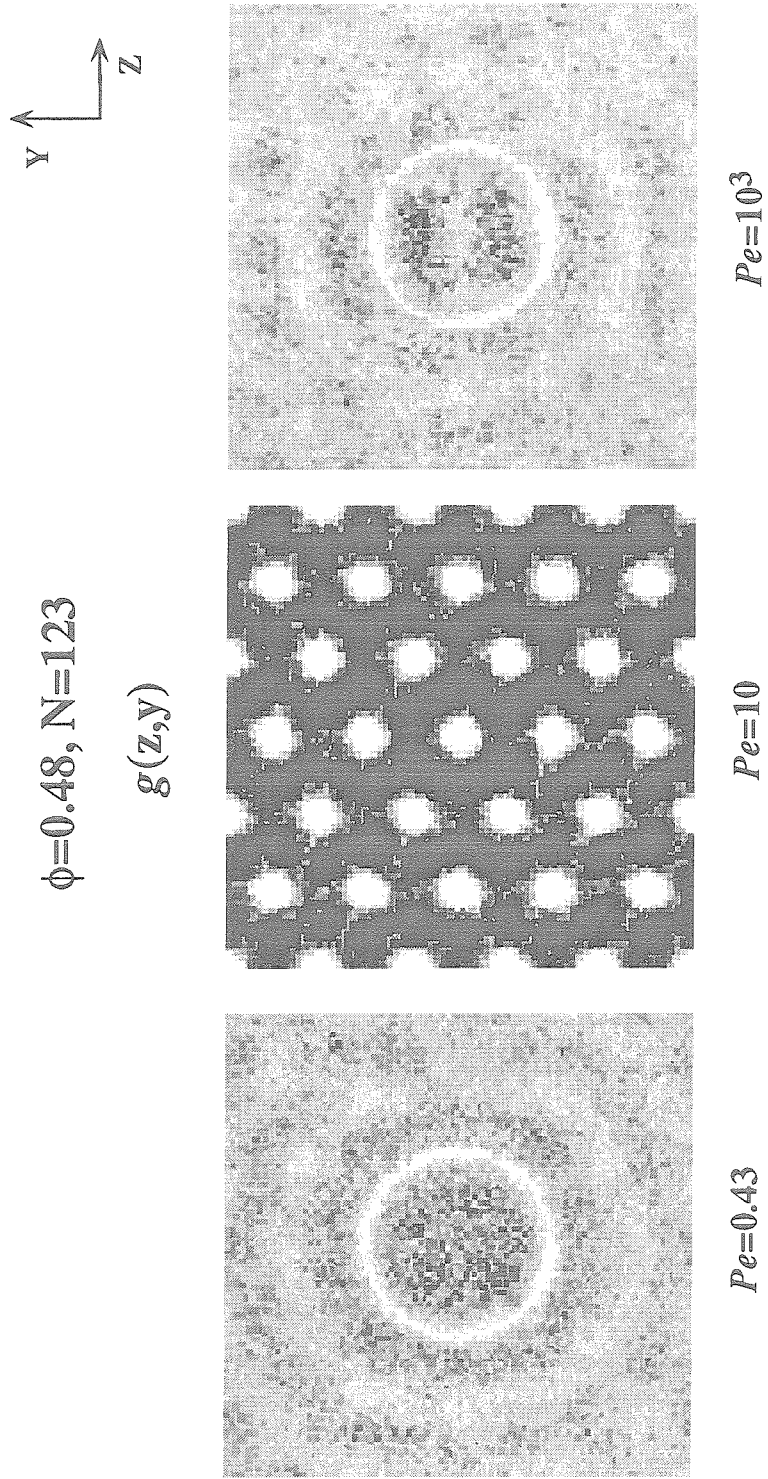 ϕ=0.48, N=123
g(z,y)
Y
Z
Pe=0.43
Pe=10
Pe=10³